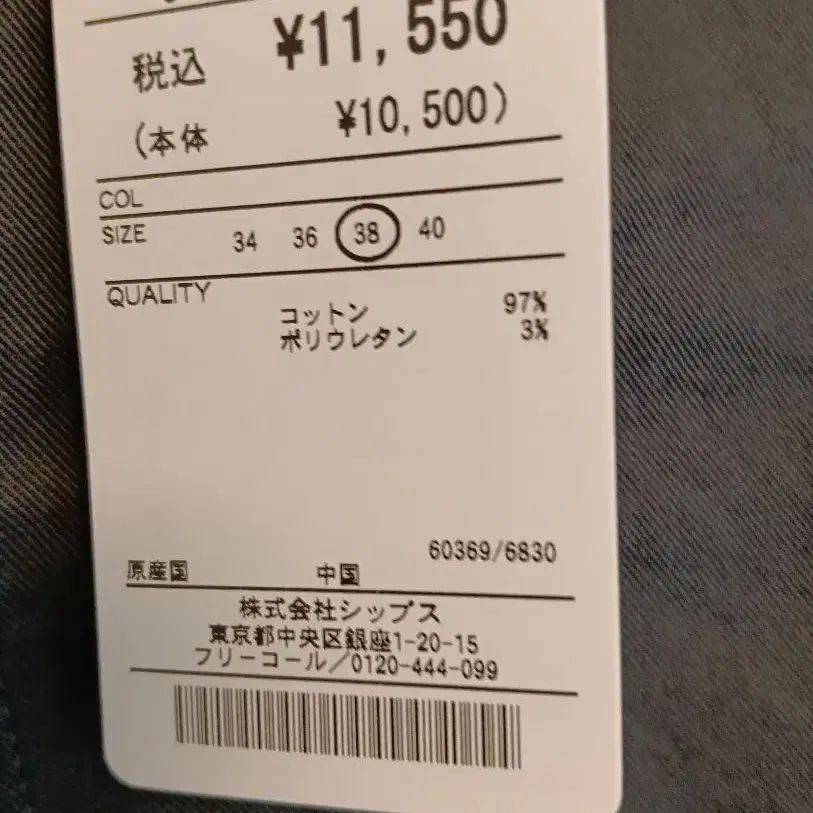 税込 ¥11,550
(本体 ¥10,500)
COL
SIZE 34 36 38 40
QUALITY
コットン 97%
ポリウレタン 3%
60369/6830
原産国 中国
株式会社シップス
東京都中央区銀座1-20-15
フリーコール/0120-444-099